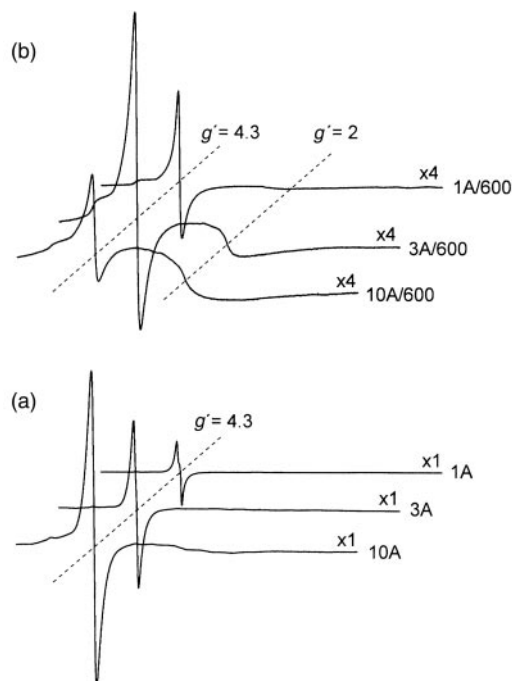 (b)
g´= 4.3
g´= 2
x4
1A/600
x4
3A/600
x4
10A/600
(a)
g´= 4.3
x1
1A
x1
3A
x1
10A